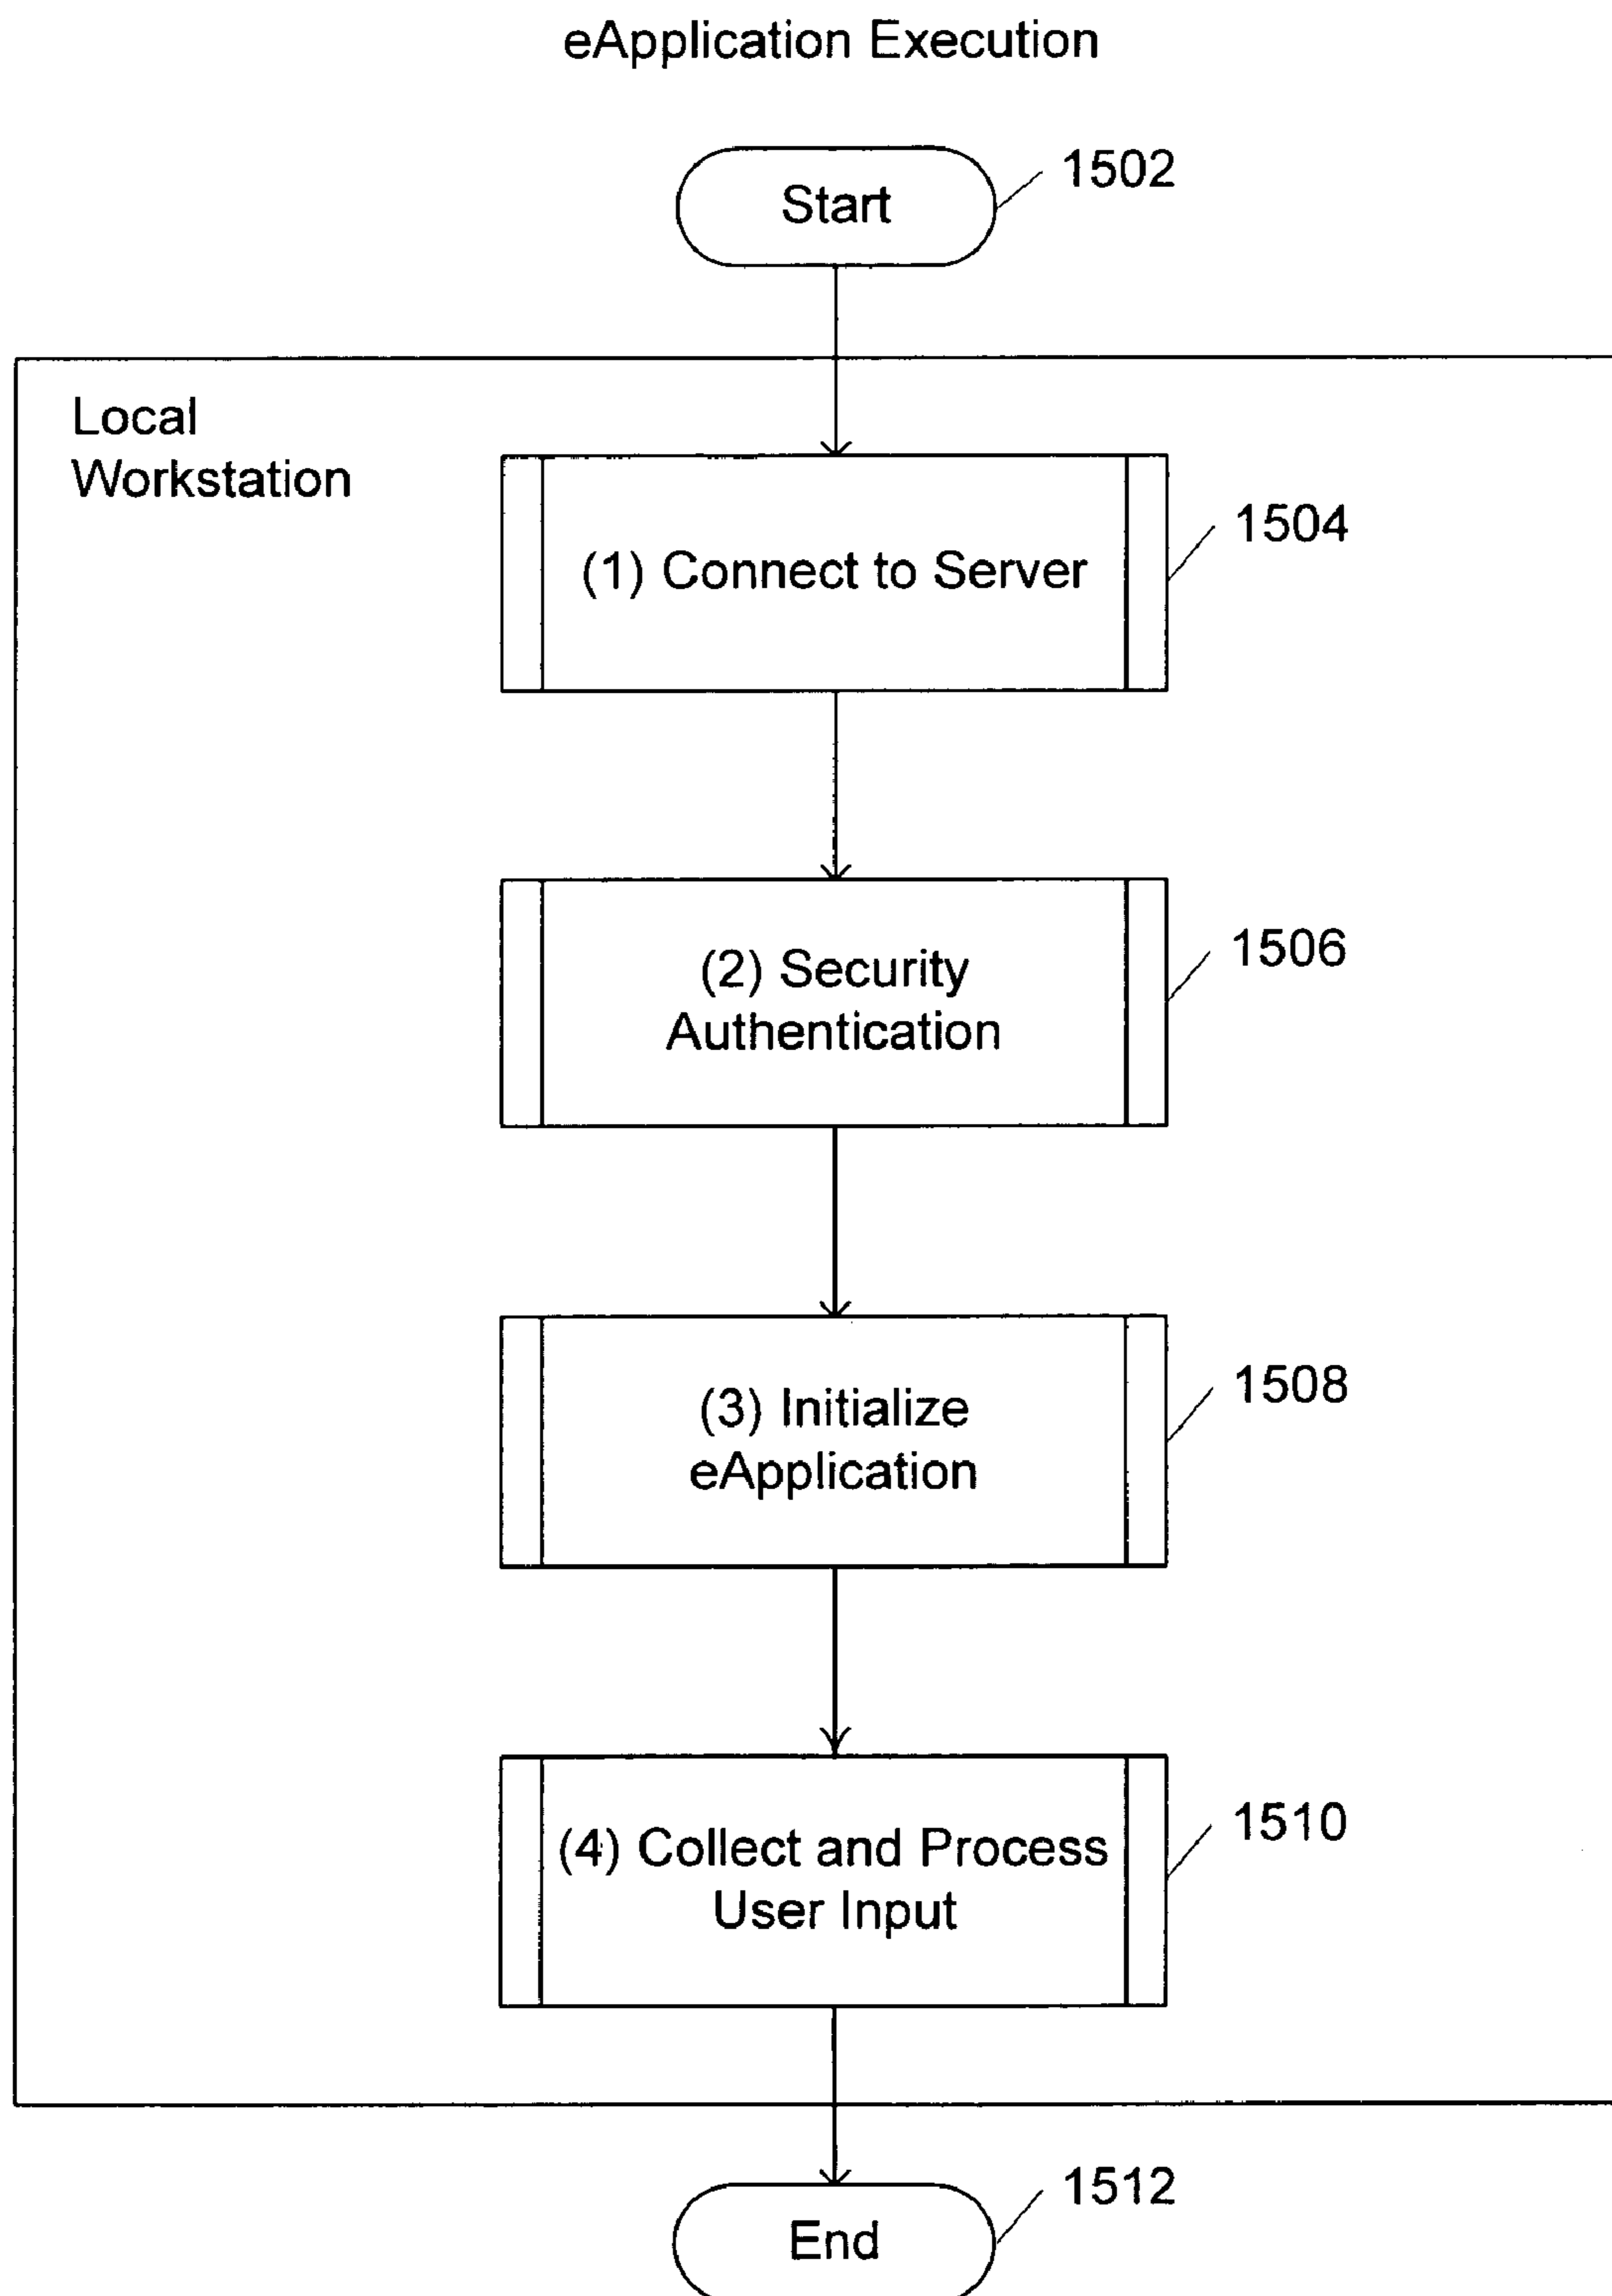 eApplication Execution
Start
1502
Local
Workstation
(1) Connect to Server
1504
(2) Security
Authentication
1506
(3) Initialize
eApplication
1508
(4) Collect and Process
User Input
1510
End
1512